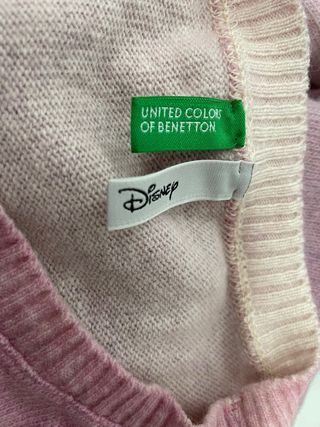 UNITED COLORS
OF BENETTON
Disney